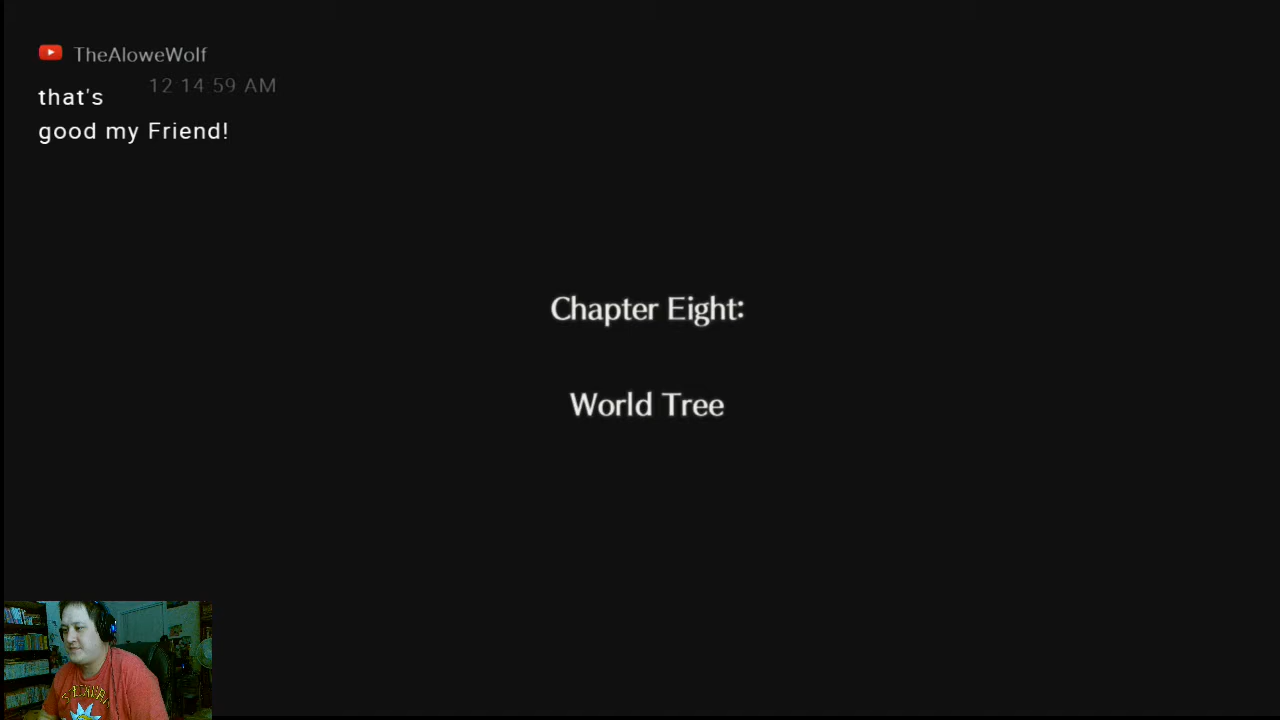 TheAloweWolf
12:14:59 AM
that's
good my Friend!
Chapter Eight:
World Tree